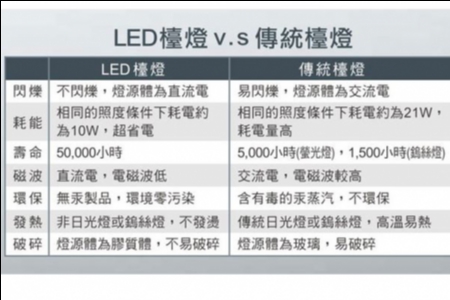 LED檯燈 v.s 傳統檯燈
LED檯燈 傳統檯燈
閃爍 不閃爍，燈源體為直流電 易閃爍，燈源體為交流電
耗能 相同的照度條件下耗電約 相同的照度條件下耗電約為21W，
為10W，超省電 耗電量高
壽命 50,000小時 5,000小時(螢光燈)，1,500小時(鎢絲燈)
磁波 直流電，電磁波低 交流電，電磁波較高
環保 無汞製品，環境零污染 含有毒的汞蒸汽，不環保
發熱 非日光燈或鎢絲燈，不發燙 傳統日光燈或鎢絲燈，高溫易熱
破碎 燈源體為膠質體，不易破碎 燈源體為玻璃，易破碎